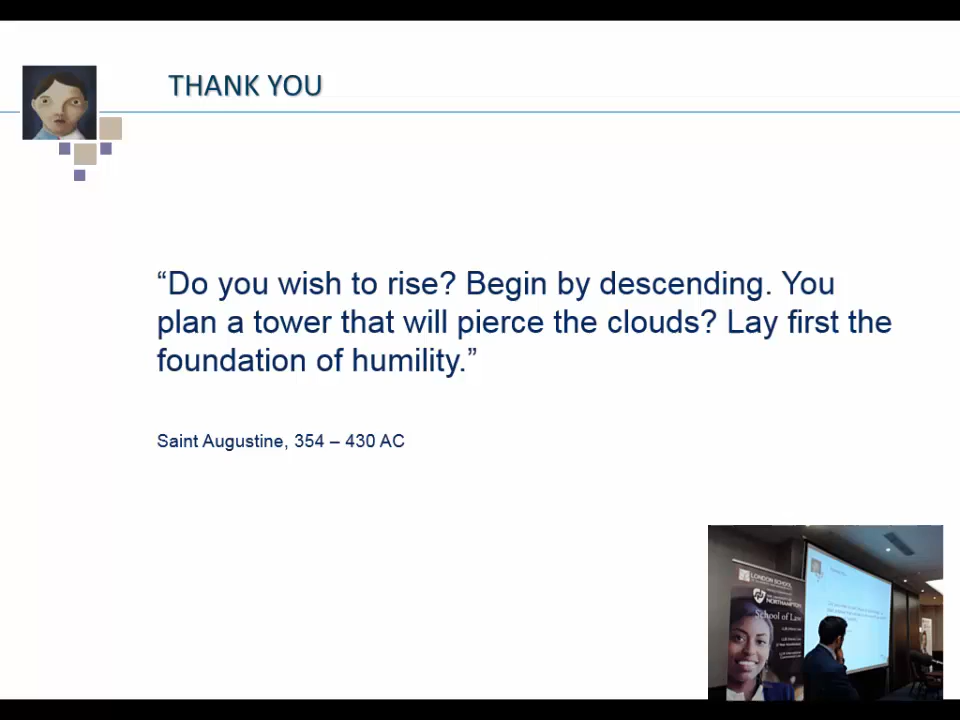 THANK YOU
“Do you wish to rise? Begin by descending. You
plan a tower that will pierce the clouds? Lay first the
foundation of humility.”
Saint Augustine, 354 – 430 AC
LONDON SCHOOL
NORTHAMPTON
School of Law